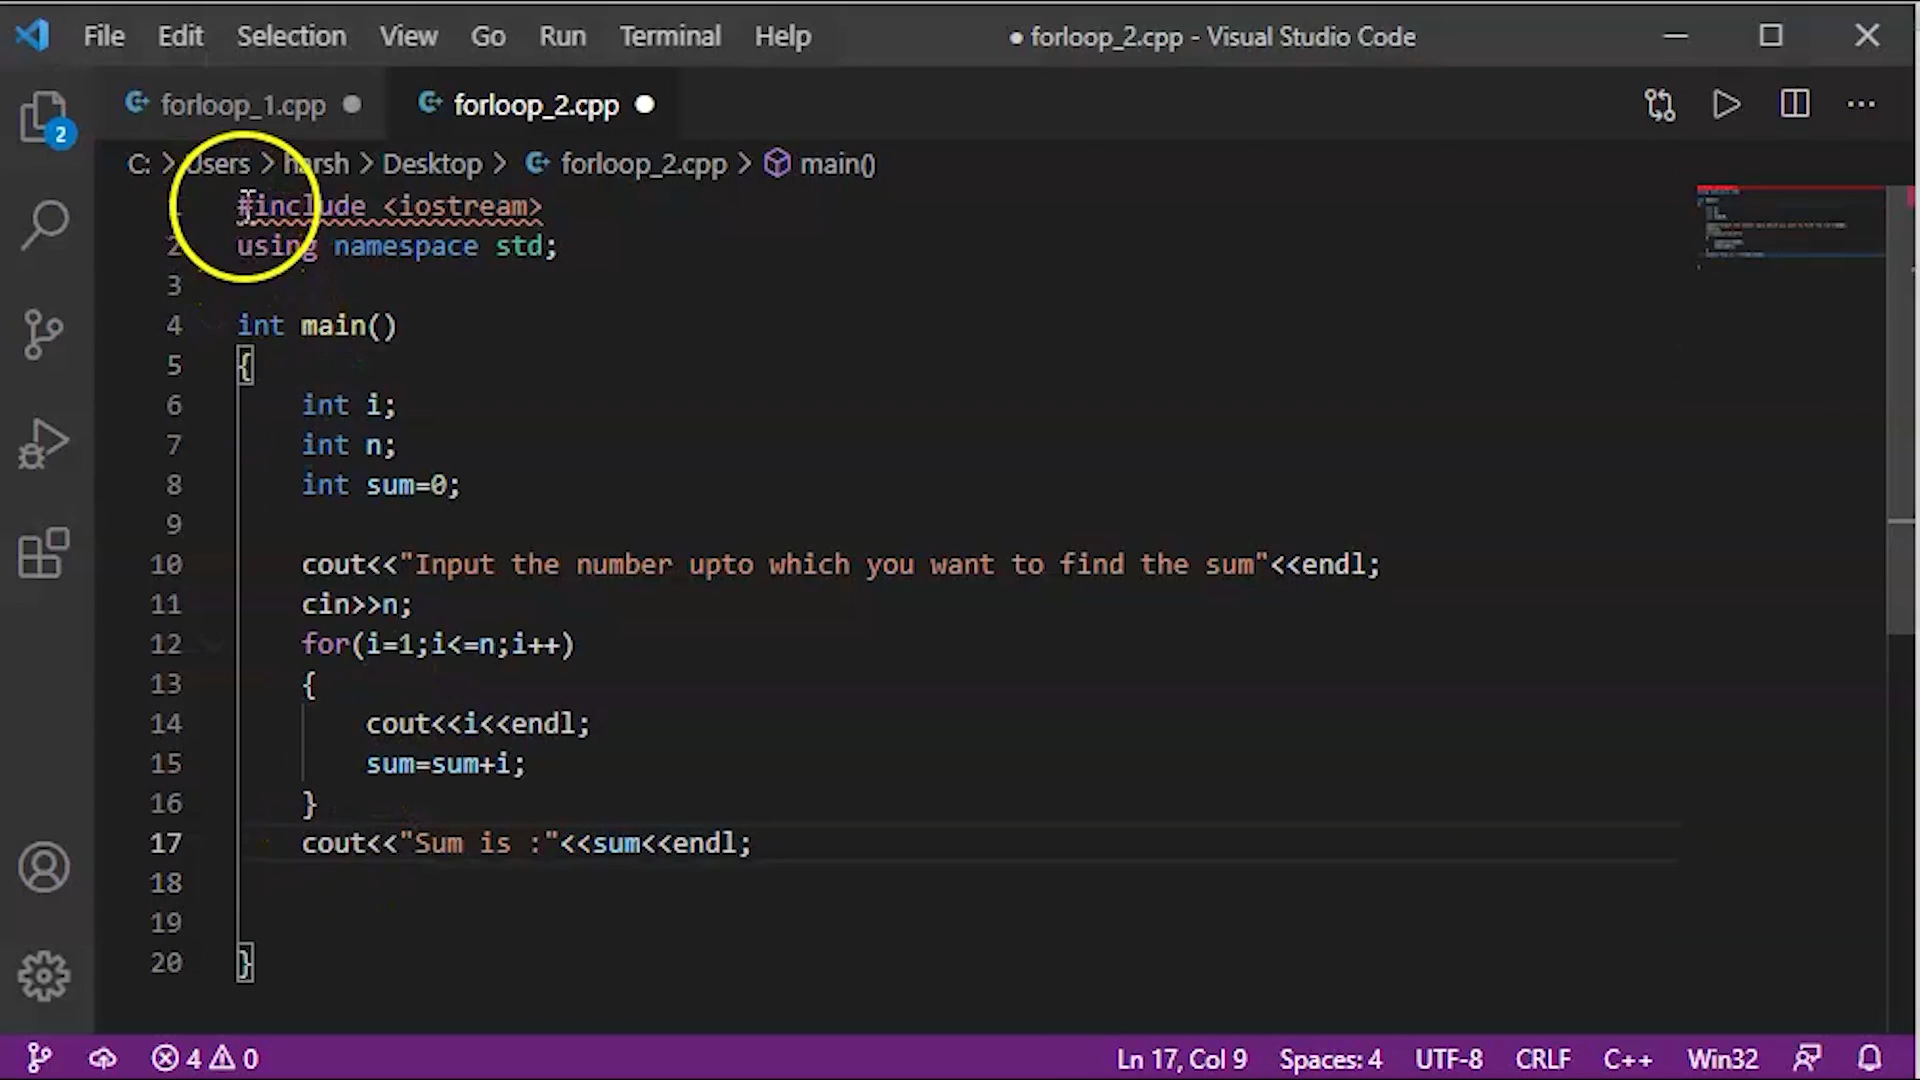 File Edit Selection View Go Run Terminal Help ● forloop_2.cpp - Visual Studio Code
forloop_1.cpp ● forloop_2.cpp ●
2
C: > Users > harsh > Desktop > forloop_2.cpp > main()
1 #include <iostream>
2 using namespace std;
3
4 int main()
5 {
6 int i;
7 int n;
8 int sum=0;
9
10 cout<<"Input the number upto which you want to find the sum"<<endl;
11 cin>>n;
12 for(i=1;i<=n;i++)
13 {
14 cout<<i<<endl;
15 sum=sum+i;
16 }
17 cout<<"Sum is :"<<sum<<endl;
18
19
20 }
4 0 Ln 17, Col 9 Spaces: 4 UTF-8 CRLF C++ Win32